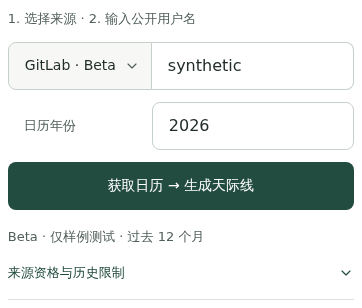 1. 选择来源 · 2. 输入公开用户名
GitLab · Beta synthetic
日历年份 2026
获取日历 → 生成天际线
Beta · 仅样例测试 · 过去 12 个月
来源资格与历史限制